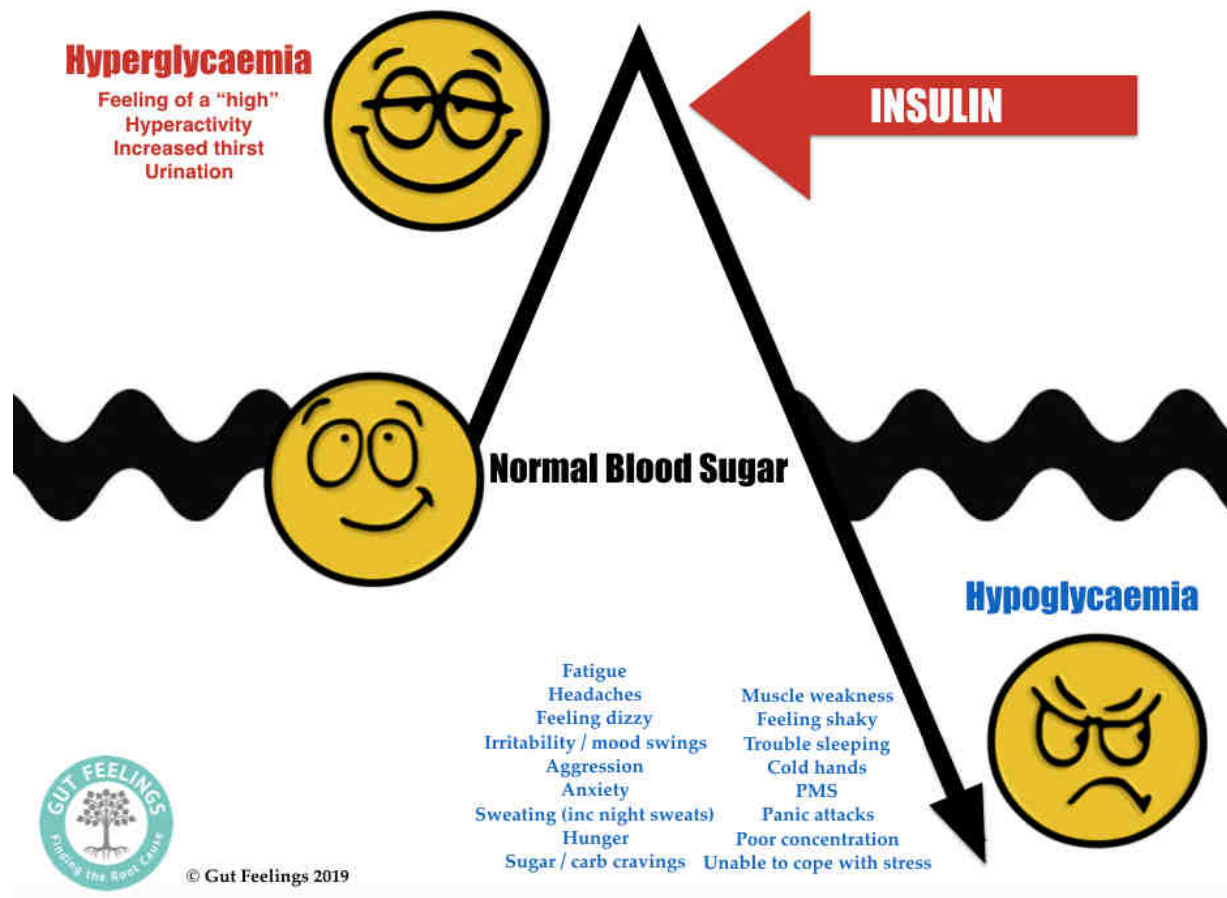 Hyperglycaemia
Feeling of a “high”
Hyperactivity
Increased thirst
Urination
INSULIN
Normal Blood Sugar
Hypoglycaemia
Fatigue
Headaches
Feeling dizzy
Irritability / mood swings
Aggression
Anxiety
Sweating (inc night sweats)
Hunger
Sugar / carb cravings
Muscle weakness
Feeling shaky
Trouble sleeping
Cold hands
PMS
Panic attacks
Poor concentration
Unable to cope with stress
GUT FEELINGS
Finding the Root Cause
© Gut Feelings 2019